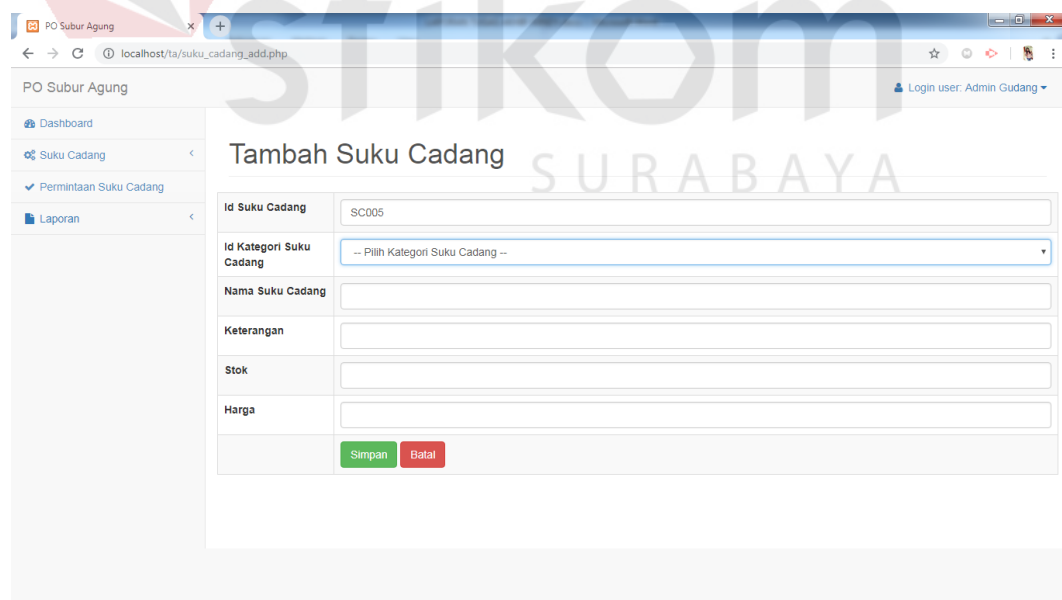 PO Subur Agung
localhost/ta/suku_cadang_add.php
PO Subur Agung
Login user: Admin Gudang
Dashboard
Suku Cadang
Permintaan Suku Cadang
Laporan
stikom
SURABAYA
Tambah Suku Cadang
Id Suku Cadang
SC005
Id Kategori Suku
Cadang
-- Pilih Kategori Suku Cadang --
Nama Suku Cadang
Keterangan
Stok
Harga
Simpan Batal